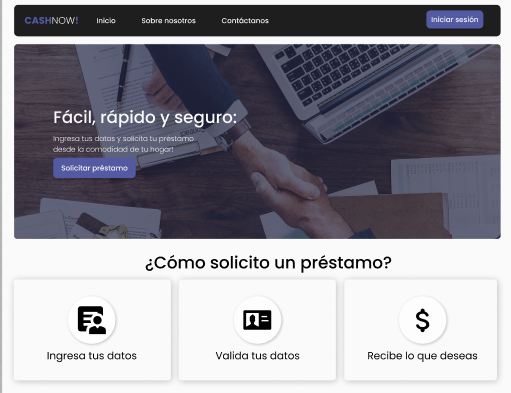 CASHNOW! Inicio Sobre nosotros Contáctanos Iniciar sesión
Fácil, rápido y seguro:
Ingresa tus datos y solicita tu préstamo
desde la comodidad de tu hogar!
Solicitar préstamo
¿Cómo solicito un préstamo?
Ingresa tus datos Valida tus datos Recibe lo que deseas